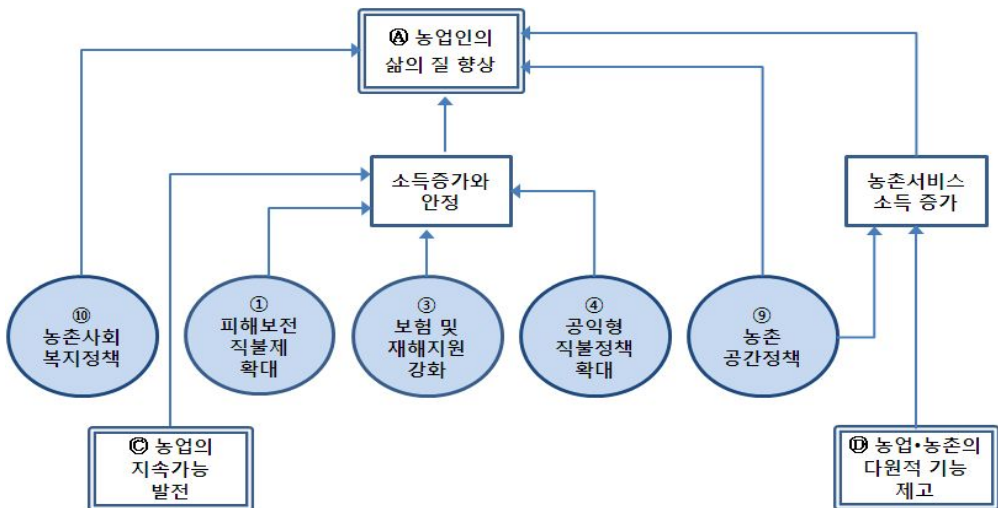 Ⓐ 농업인의
삶의 질 향상
소득증가와
안정
농촌서비스
소득 증가
⑩
농촌사회
복지정책
①
피해보전
직불제
확대
③
보험 및
재해지원
강화
④
공익형
직불정책
확대
⑨
농촌
공간정책
Ⓒ 농업의
지속가능
발전
Ⓓ 농업•농촌의
다원적 기능
제고